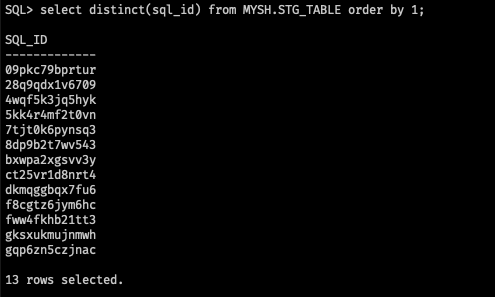 SQL> select distinct(sql_id) from MYSH.STG_TABLE order by 1;
SQL_ID
-------------
09pkc79bprtur
28q9qdx1v6709
4wqf5k3jq5hyk
5kk4r4mf2t0vn
7tjt0k6pynsq3
8dp9b2t7wv543
bxwpa2xgsvv3y
ct25vr1d8nrt4
dkmqggbqx7fu6
f8cgtz6jym6hc
fww4fkhb21tt3
gksxukmujnmwh
gqp6zn5czjnac
13 rows selected.